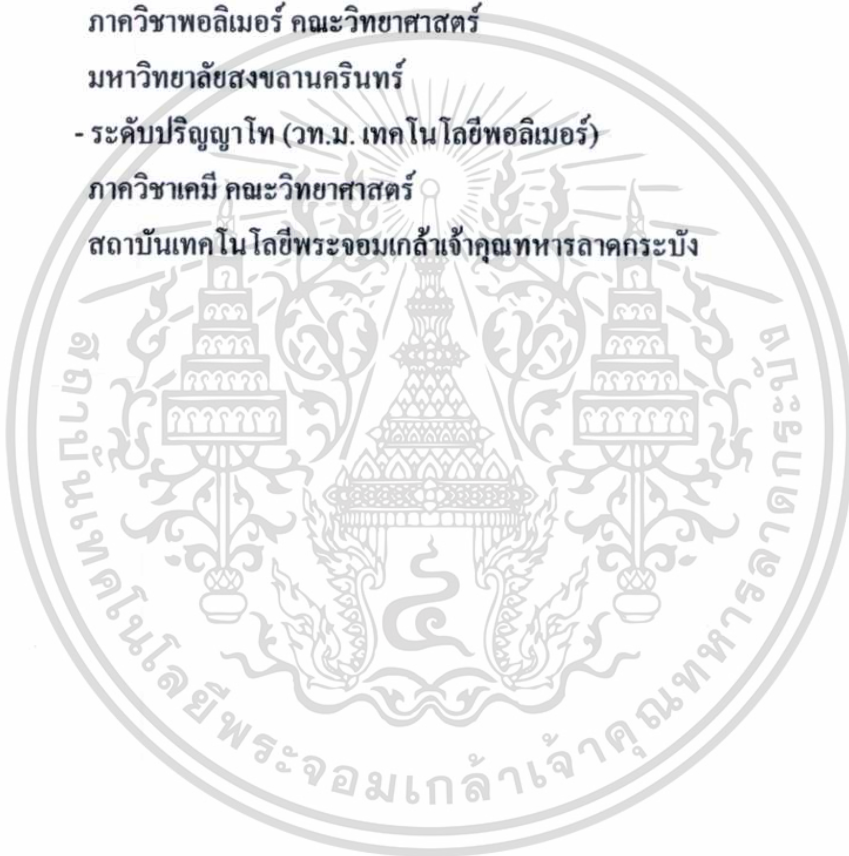 ภาควิชาพอลิเมอร์ คณะวิทยาศาสตร์
มหาวิทยาลัยสงขลานครินทร์
- ระดับปริญญาโท (วท.ม. เทคโนโลยีพอลิเมอร์)
ภาควิชาเคมี คณะวิทยาศาสตร์
สถาบันเทคโนโลยีพระจอมเกล้าเจ้าคุณทหารลาดกระบัง
สถาบันเทคโนโลยีพระจอมเกล้าเจ้าคุณทหารลาดกระบัง
๔